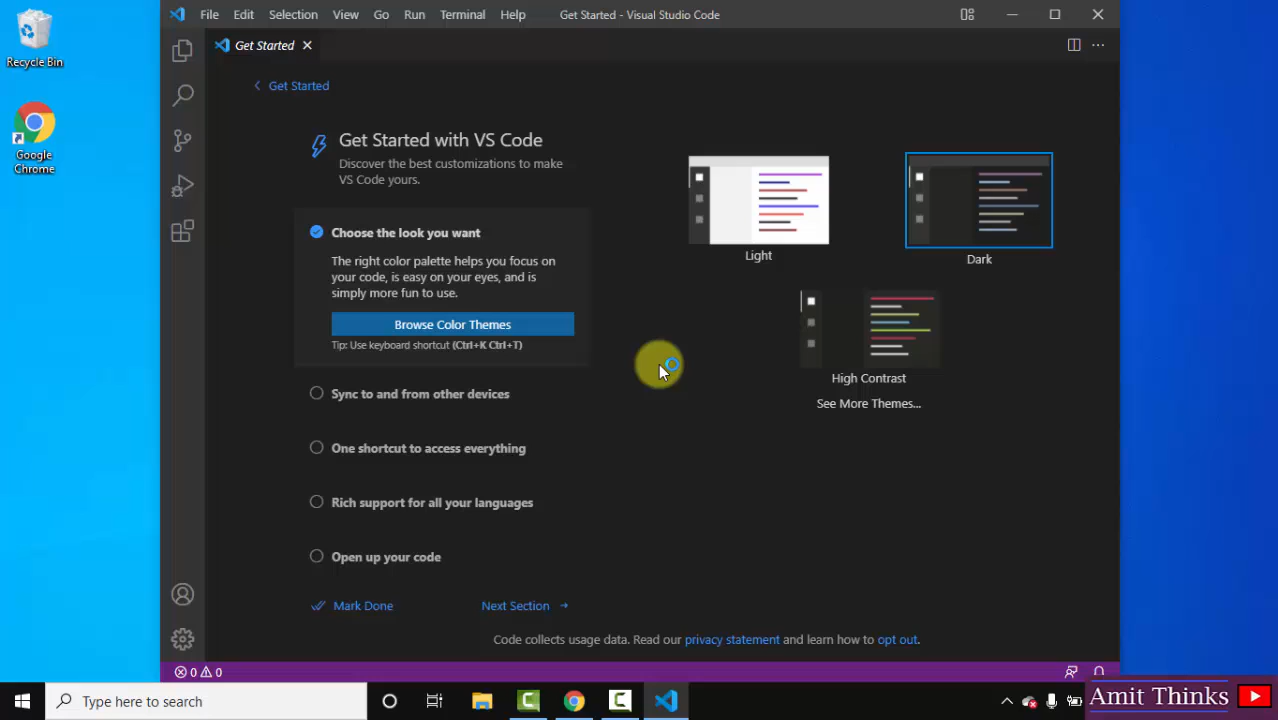 File Edit Selection View Go Run Terminal Help
Get Started - Visual Studio Code
Recycle Bin
Google Chrome
Get Started
Get Started
Get Started with VS Code
Discover the best customizations to make
VS Code yours.
Choose the look you want
The right color palette helps you focus on
your code, is easy on your eyes, and is
simply more fun to use.
Browse Color Themes
Tip: Use keyboard shortcut (Ctrl+K Ctrl+T)
Sync to and from other devices
One shortcut to access everything
Rich support for all your languages
Open up your code
Mark Done
Next Section
Light
Dark
High Contrast
See More Themes...
Code collects usage data. Read our privacy statement and learn how to opt out.
0 0
Type here to search
Amit Thinks